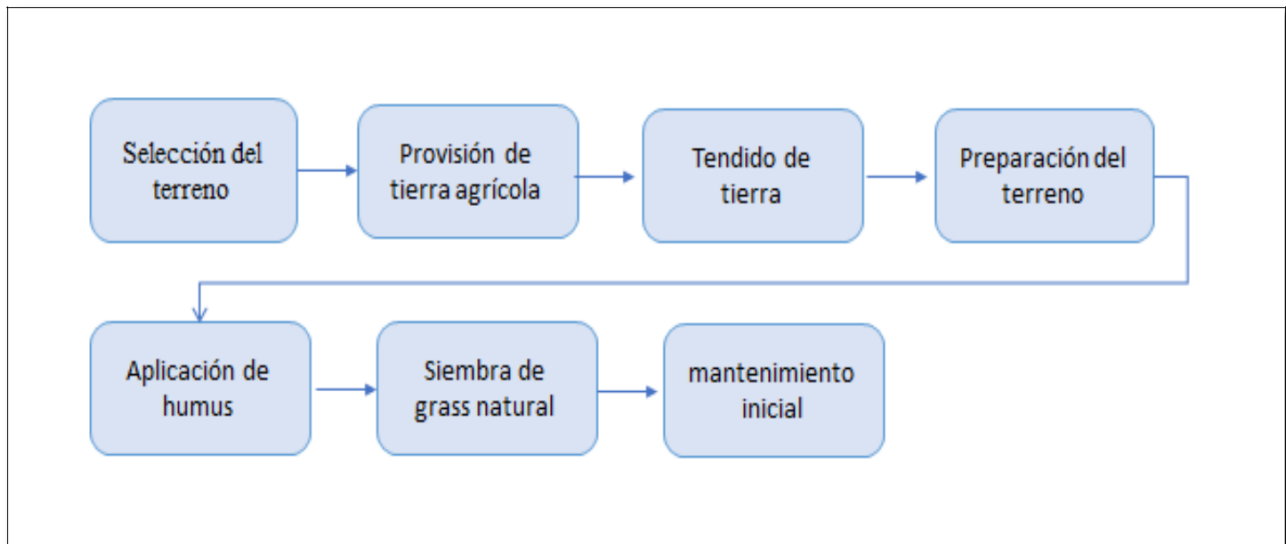 Selección del
terreno
Provisión de
tierra agrícola
Tendido de
tierra
Preparación del
terreno
Aplicación de
humus
Siembra de
grass natural
mantenimiento
inicial